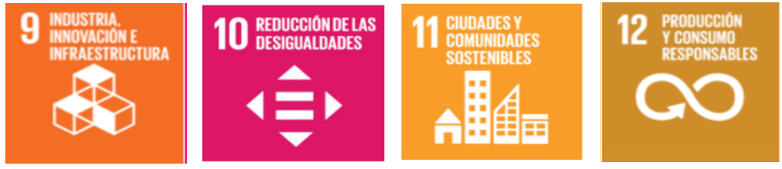 9 INDUSTRIA,
INNOVACIÓN E
INFRAESTRUCTURA
10 REDUCCIÓN DE LAS
DESIGUALDADES
11 CIUDADES Y
COMUNIDADES
SOSTENIBLES
12 PRODUCCIÓN
Y CONSUMO
RESPONSABLES